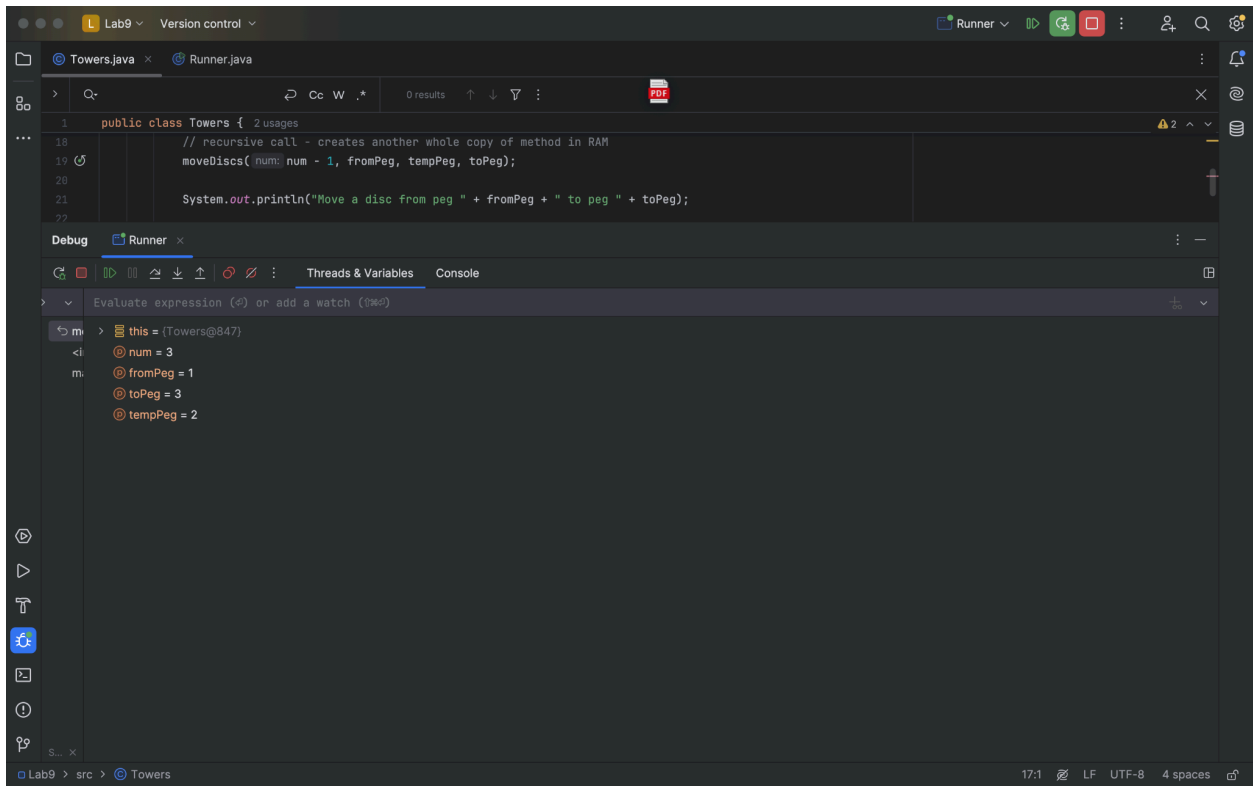 L Lab9 Version control Runner
Towers.java Runner.java
Cc W .* 0 results PDF
1 public class Towers { 2 usages 2
18 // recursive call - creates another whole copy of method in RAM
19 moveDiscs( num: num - 1, fromPeg, tempPeg, toPeg);
20
21 System.out.println("Move a disc from peg " + fromPeg + " to peg " + toPeg);
22
Debug Runner
Threads & Variables Console
Evaluate expression (⏎) or add a watch (⇧⌘⏎)
this = {Towers@847}
<i num = 3
fromPeg = 1
toPeg = 3
tempPeg = 2
S...
Lab9 > src > Towers 17:1 LF UTF-8 4 spaces